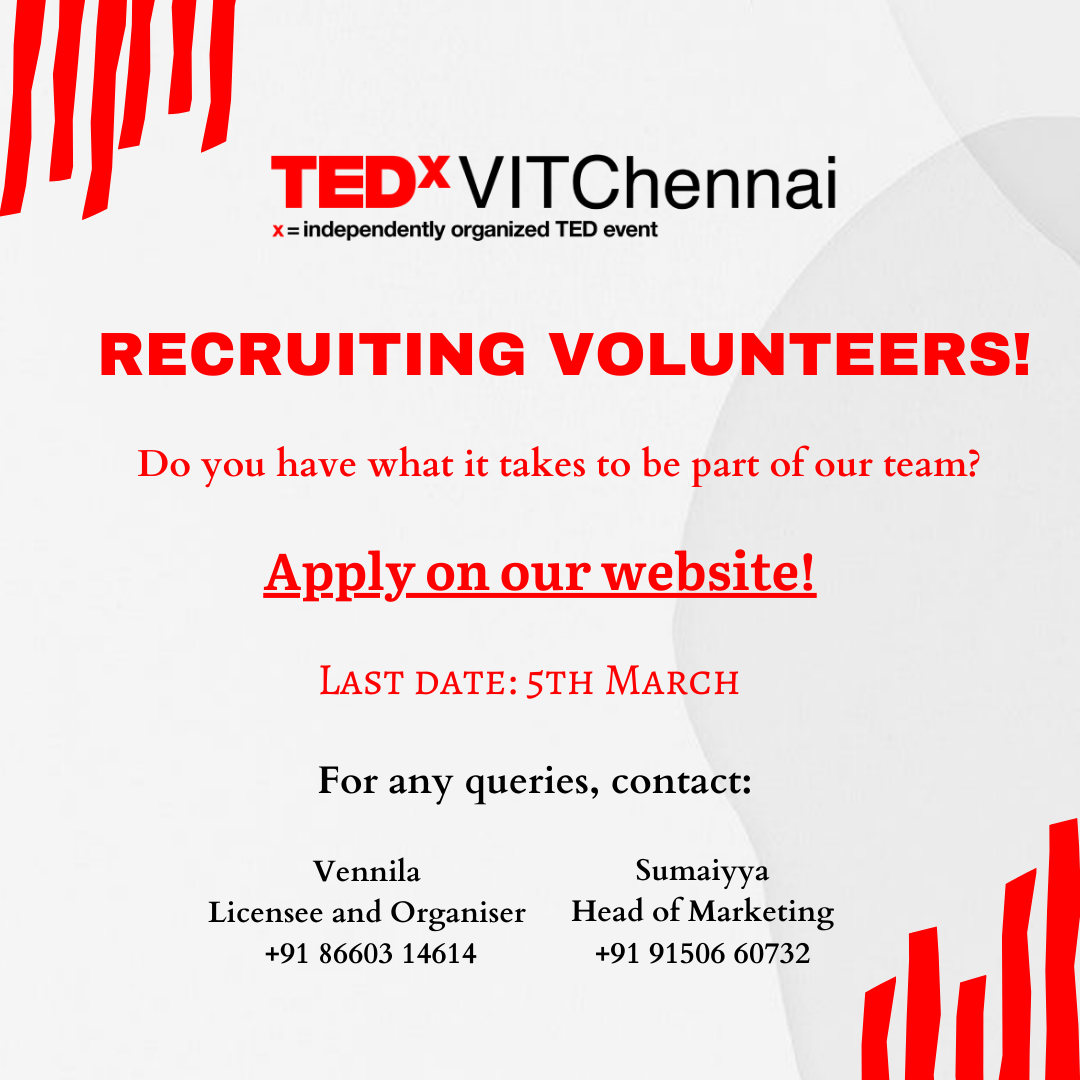 TEDx VITChennai
x = independently organized TED event
RECRUITING VOLUNTEERS!
Do you have what it takes to be part of our team?
Apply on our website!
Last date: 5th March
For any queries, contact:
Vennila
Licensee and Organiser
+91 86603 14614
Sumaiyya
Head of Marketing
+91 91506 60732